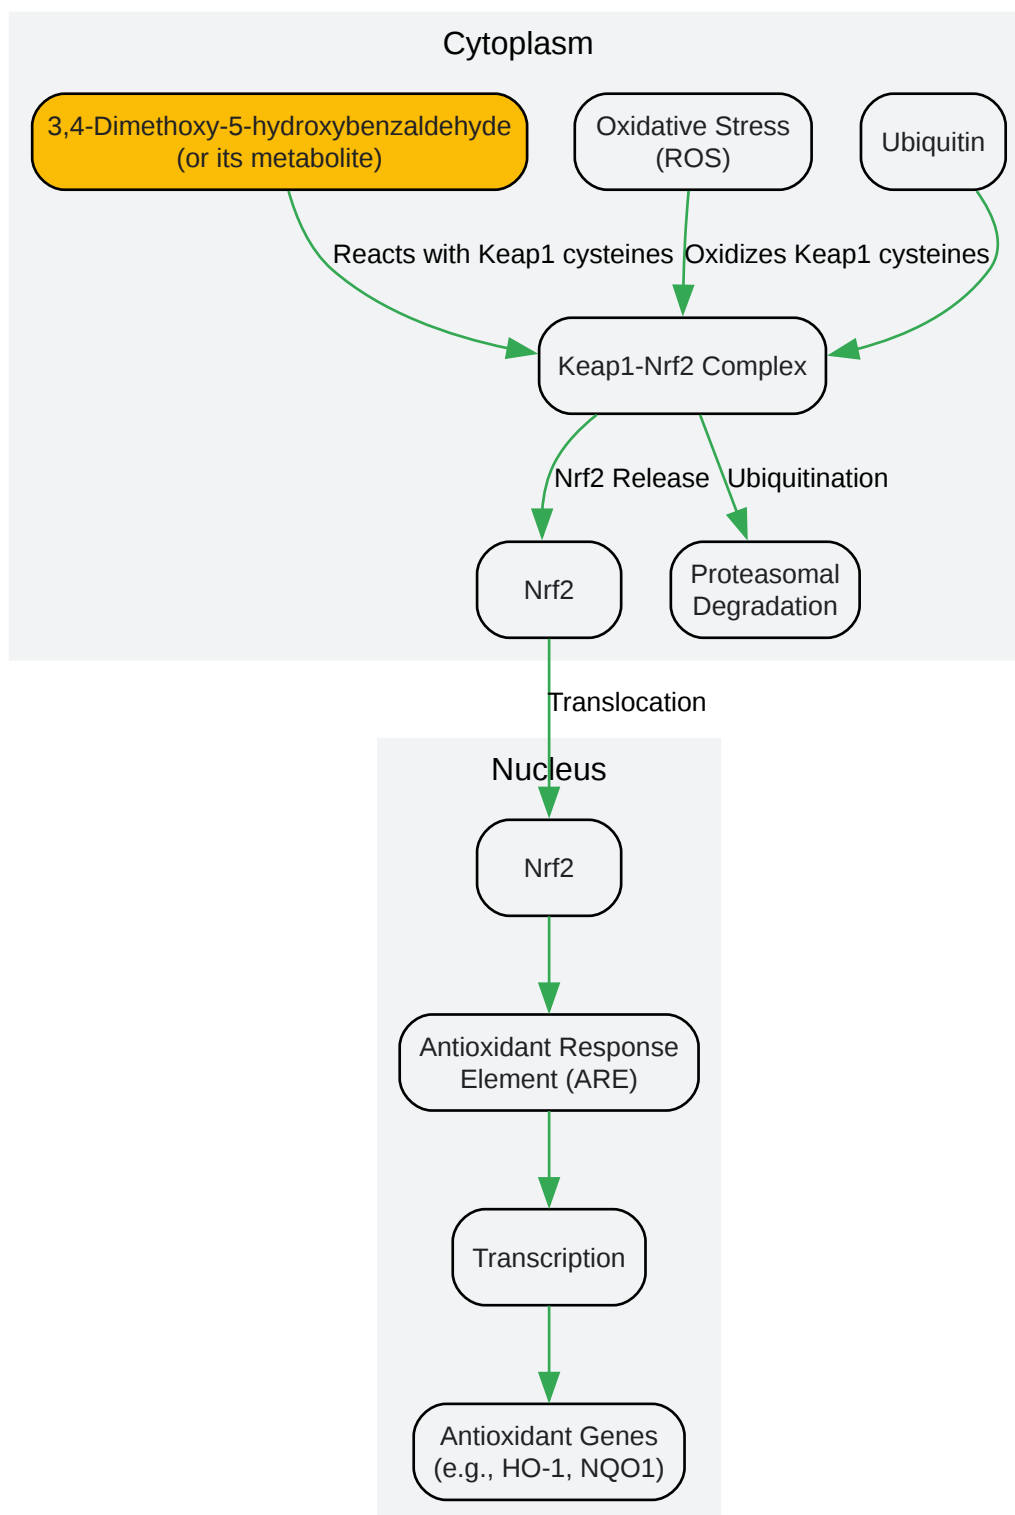 Cytoplasm
3,4-Dimethoxy-5-hydroxybenzaldehyde
(or its metabolite)
Oxidative Stress
(ROS)
Ubiquitin
Reacts with Keap1 cysteines
Oxidizes Keap1 cysteines
Keap1-Nrf2 Complex
Nrf2 Release
Ubiquitination
Nrf2
Proteasomal
Degradation
Translocation
Nucleus
Nrf2
Antioxidant Response
Element (ARE)
Transcription
Antioxidant Genes
(e.g., HO-1, NQO1)